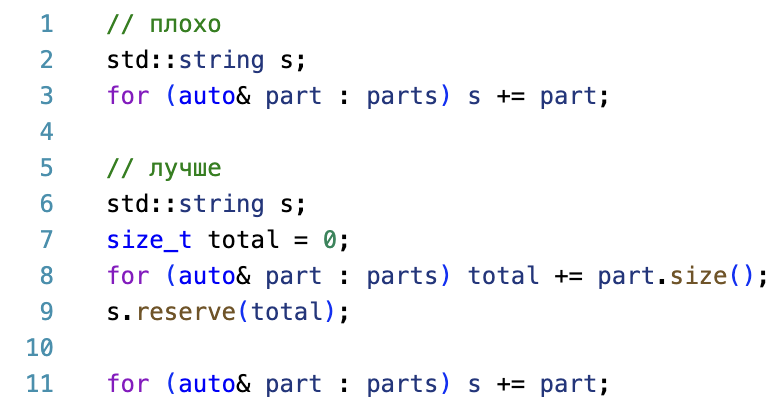 1 // плохо
2 std::string s;
3 for (auto& part : parts) s += part;
4
5 // лучше
6 std::string s;
7 size_t total = 0;
8 for (auto& part : parts) total += part.size();
9 s.reserve(total);
10
11 for (auto& part : parts) s += part;